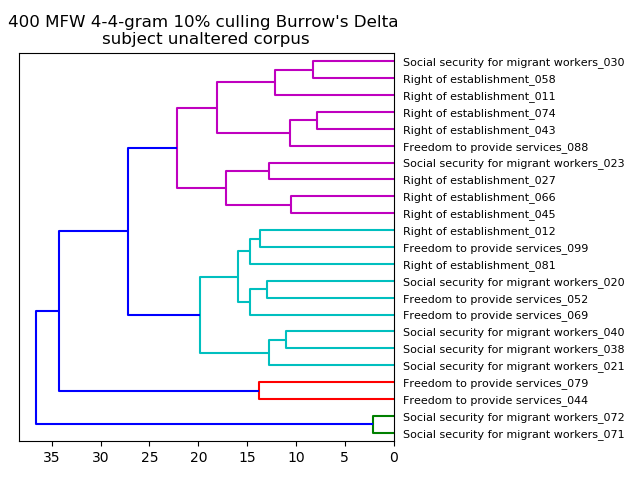 400 MFW 4-4-gram 10% culling Burrow's Delta
subject unaltered corpus
Social security for migrant workers_030
Right of establishment_058
Right of establishment_011
Right of establishment_074
Right of establishment_043
Freedom to provide services_088
Social security for migrant workers_023
Right of establishment_027
Right of establishment_066
Right of establishment_045
Right of establishment_012
Freedom to provide services_099
Right of establishment_081
Social security for migrant workers_020
Freedom to provide services_052
Freedom to provide services_069
Social security for migrant workers_040
Social security for migrant workers_038
Social security for migrant workers_021
Freedom to provide services_079
Freedom to provide services_044
Social security for migrant workers_072
Social security for migrant workers_071
35 30 25 20 15 10 5 0